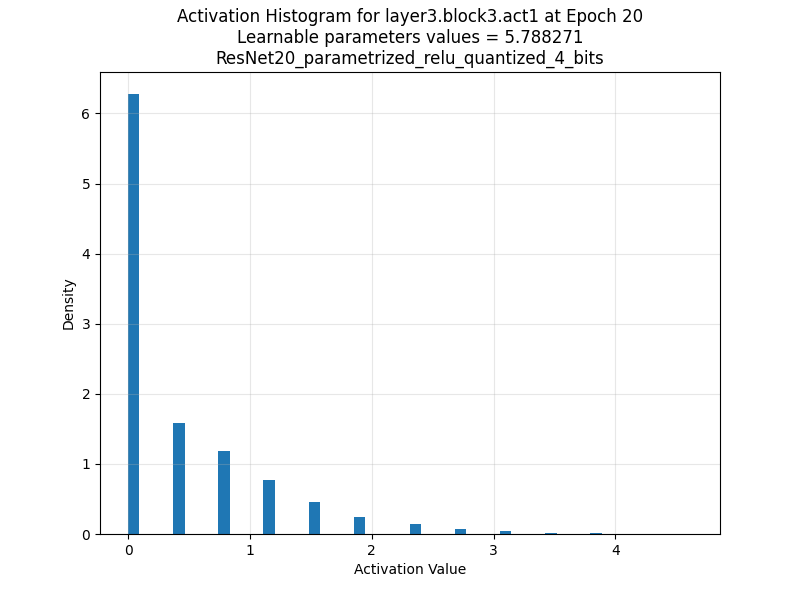 Activation Histogram for layer3.block3.act1 at Epoch 20
Learnable parameters values = 5.788271
ResNet20_parametrized_relu_quantized_4_bits
6
5
4
3
2
1
0
Density
0 1 2 3 4
Activation Value